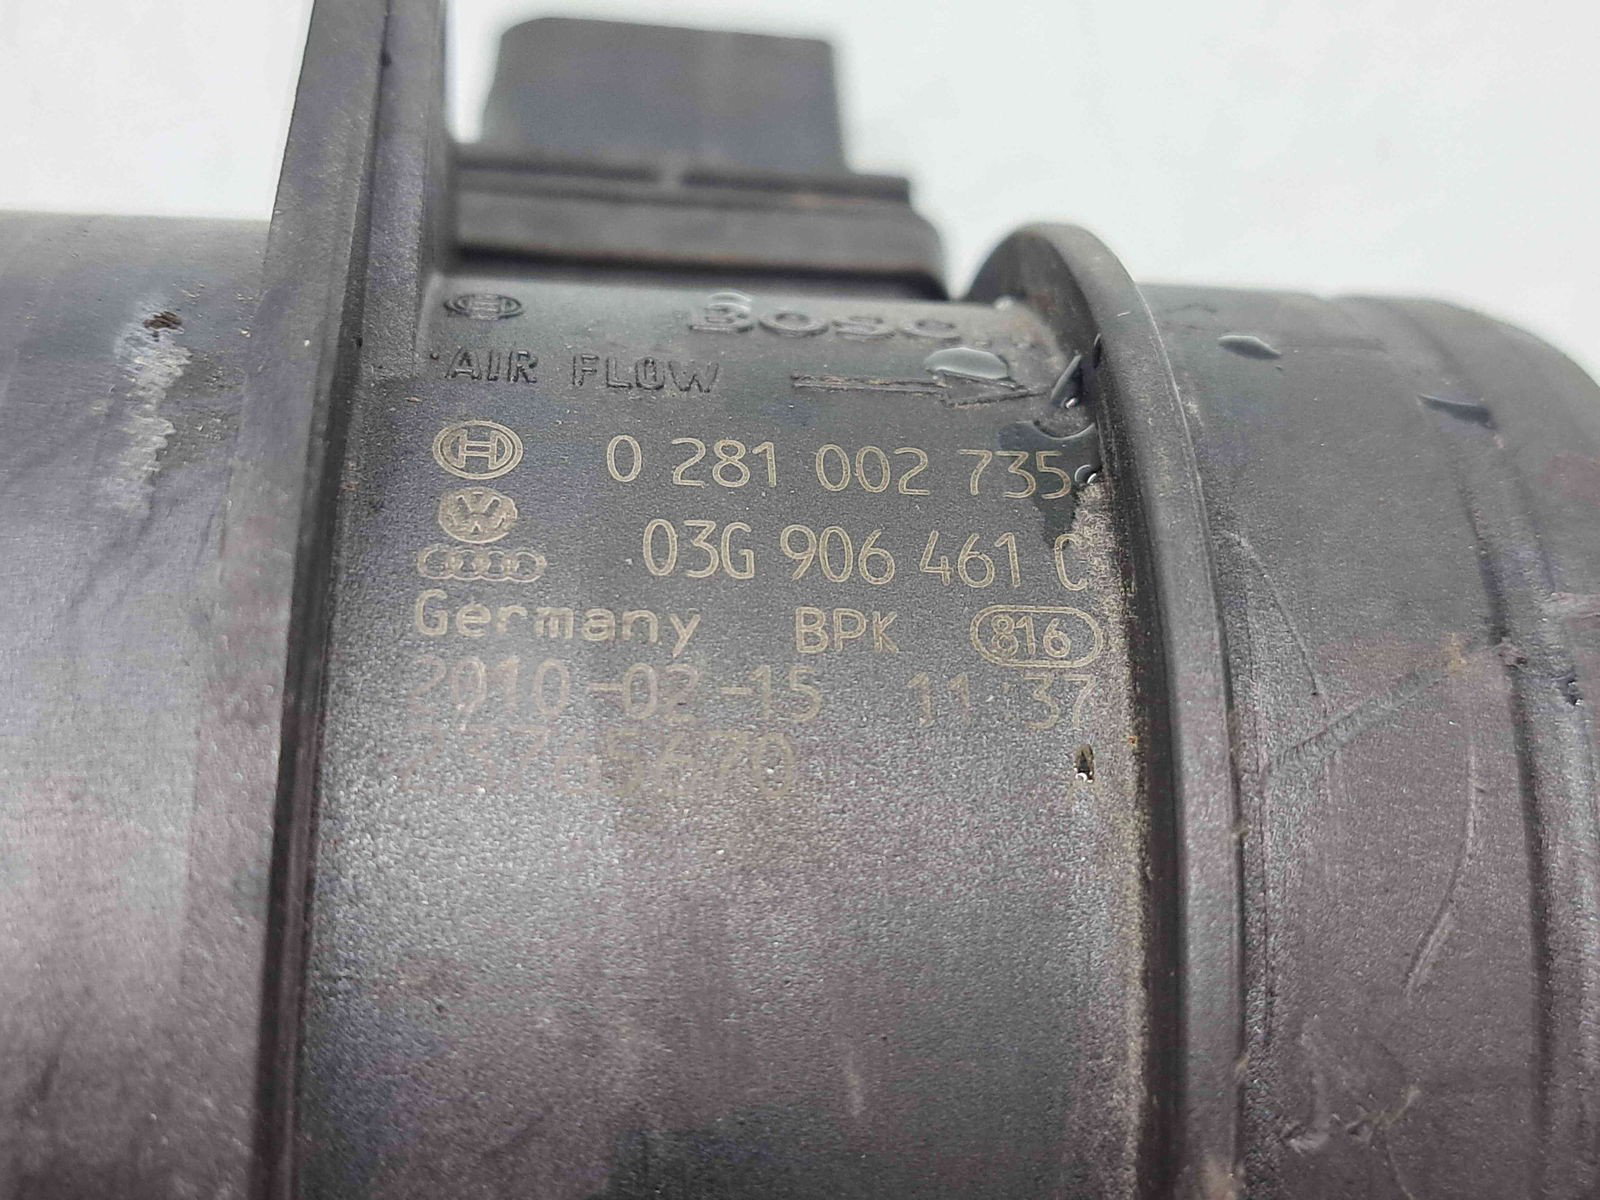 BOSCH
AIR FLOW
0 281 002 735
03G 906 461 C
Germany BPK 816
2010-02-15 11:37